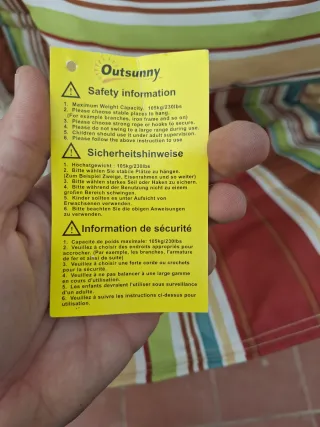 Outsunny
Safety information
1. Maximum Weight Capacity. 105kg/230lbs
2. Please choose stable places to hang.
(For example branches, iron frame and so on)
3. Please choose strong rope or hooks to secure.
4. Please do not swing to a large range during use.
5. Children should use it under adult supervision.
6. Please follow the above instruction to use
Sicherheitshinweise
1. Höchstgewicht : 105kg/230lbs
2. Bitte wählen Sie stabile Plätze zu hängen.
(Zum Beispiel Zweige, Eisenrahmen und so weiter)
3. Bitte wählen starkes Seil oder Haken zu sichern.
4. Bitte während der Benutzung nicht zu einem
großen Bereich schwingen.
5. Kinder sollten es unter Aufsicht von
Erwachsenen verwenden.
6. Bitte beachten Sie die obigen Anweisungen
zu verwenden.
Information de sécurité
1. Capacité de poids maximale: 105kg/230lbs
2. Veuillez à choisir des endroits appropriés pour
accrocher. (Par exemple, les branches, l'armature
de fer et ainsi de suite)
3. Veuillez à choisir une forte corde ou crochets
pour la sécurité.
4. Veuillez à ne pas balancer à une large gamme
en cours d'utilisation.
5. Les enfants devraient l'utiliser sous surveillance
d'un adulte.
6. Veuillez à suivre les instructions ci-dessus pour
utilisation.